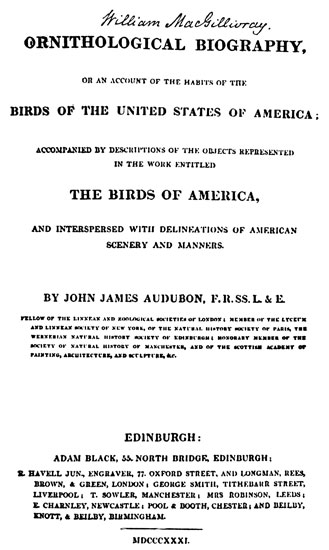 William MacGillivray.
ORNITHOLOGICAL BIOGRAPHY,
OR AN ACCOUNT OF THE HABITS OF THE
BIRDS OF THE UNITED STATES OF AMERICA;
ACCOMPANIED BY DESCRIPTIONS OF THE OBJECTS REPRESENTED
IN THE WORK ENTITLED
THE BIRDS OF AMERICA,
AND INTERSPERSED WITH DELINEATIONS OF AMERICAN
SCENERY AND MANNERS.
BY JOHN JAMES AUDUBON, F.R.SS.L.& E.
FELLOW OF THE LINNEAN AND ZOOLOGICAL SOCIETIES OF LONDON; MEMBER OF THE LYCEUM
AND LINNEAN SOCIETY OF NEW YORK, OF THE NATURAL HISTORY SOCIETY OF PARIS, THE
WERNERIAN NATURAL HISTORY SOCIETY OF EDINBURGH; HONORARY MEMBER OF THE
SOCIETY OF NATURAL HISTORY OF MANCHESTER, AND OF THE SCOTTISH ACADEMY OF
PAINTING, ARCHITECTURE, AND SCULPTURE, &c.
EDINBURGH:
ADAM BLACK, 55. NORTH BRIDGE, EDINBURGH;
R. HAVELL JUN., ENGRAVER, 77. OXFORD STREET, AND LONGMAN, REES,
BROWN, & GREEN, LONDON; GEORGE SMITH, TITHEBARR STREET,
LIVERPOOL; T. SOWLER, MANCHESTER; MRS ROBINSON, LEEDS;
E. CHARNLEY, NEWCASTLE; POOL & BOOTH, CHESTER; AND BEILBY,
KNOTT, & BEILBY, BIRMINGHAM.
MDCCCXXXI.